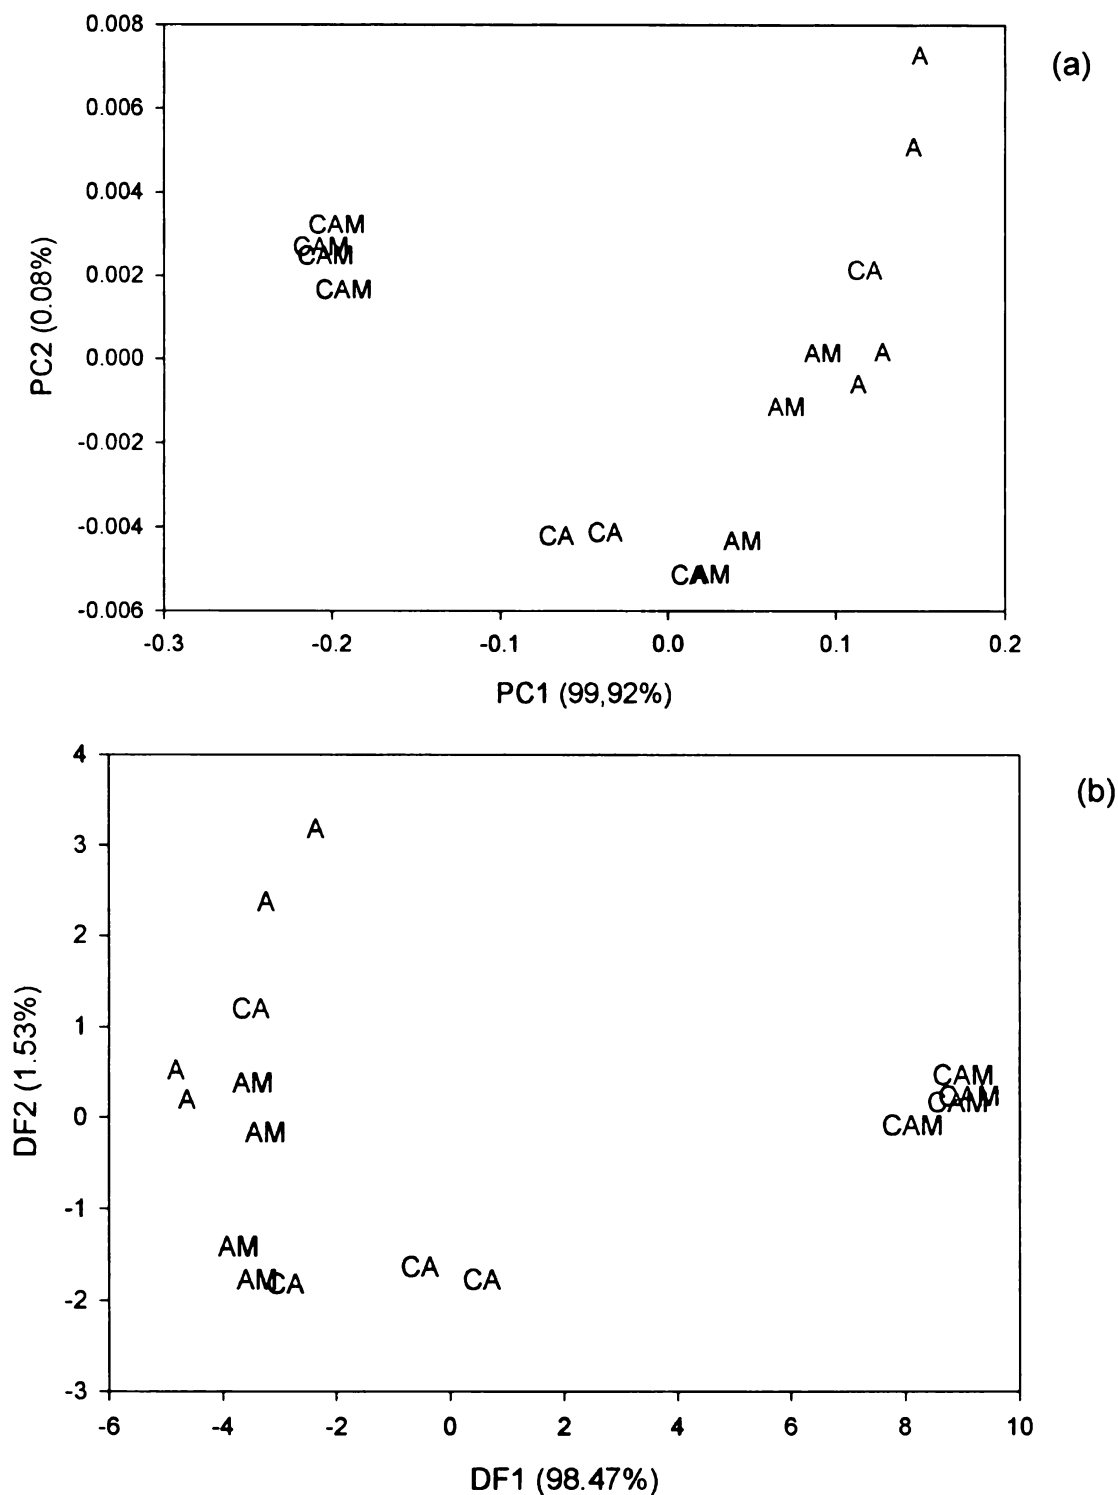 0.008
(a)
A
0.006
A
0.004
CAM
CAM
CAM
CA
0.002
CAM
PC2 (0.08%)
0.000
AM
A
A
AM
-0.002
-0.004
CA
CA
AM
CA
AM
-0.006
-0.3
-0.2
-0.1
0.0
0.1
0.2
PC1 (99,92%)
4
(b)
A
3
A
2
CA
1
DF2 (1.53%)
A
AM
A
CAM
CAM
CAM
CAM
0
AM
-1
AM
AM
CA
CA
CA
-2
-3
-6
-4
-2
0
2
4
6
8
10
DF1 (98.47%)